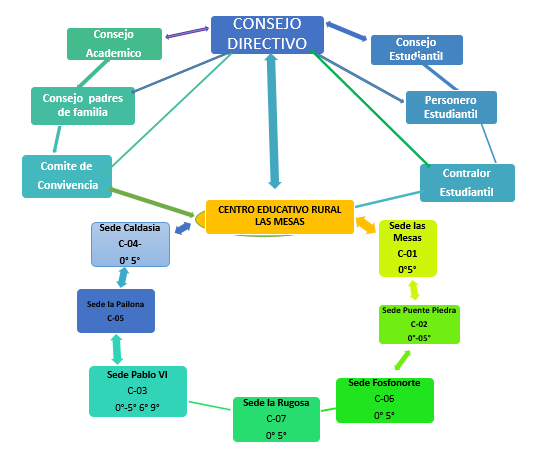 CONSEJO
DIRECTIVO
Consejo
Academico
Consejo
Estudiantil
Consejo padres
de familia
Personero
Estudiantil
Comite de
Convivencia
Contralor
Estudiantil
CENTRO EDUCATIVO RURAL
LAS MESAS
Sede Caldasia
C-04-
0° 5°
Sede las
Mesas
C-01
0°5°
Sede la Pailona
C-05
Sede Puente Piedra
C-02
0°-05°
Sede Pablo VI
C-03
0°-5° 6° 9°
Sede Fosfonorte
C-06
0° 5°
Sede la Rugosa
C-07
0° 5°